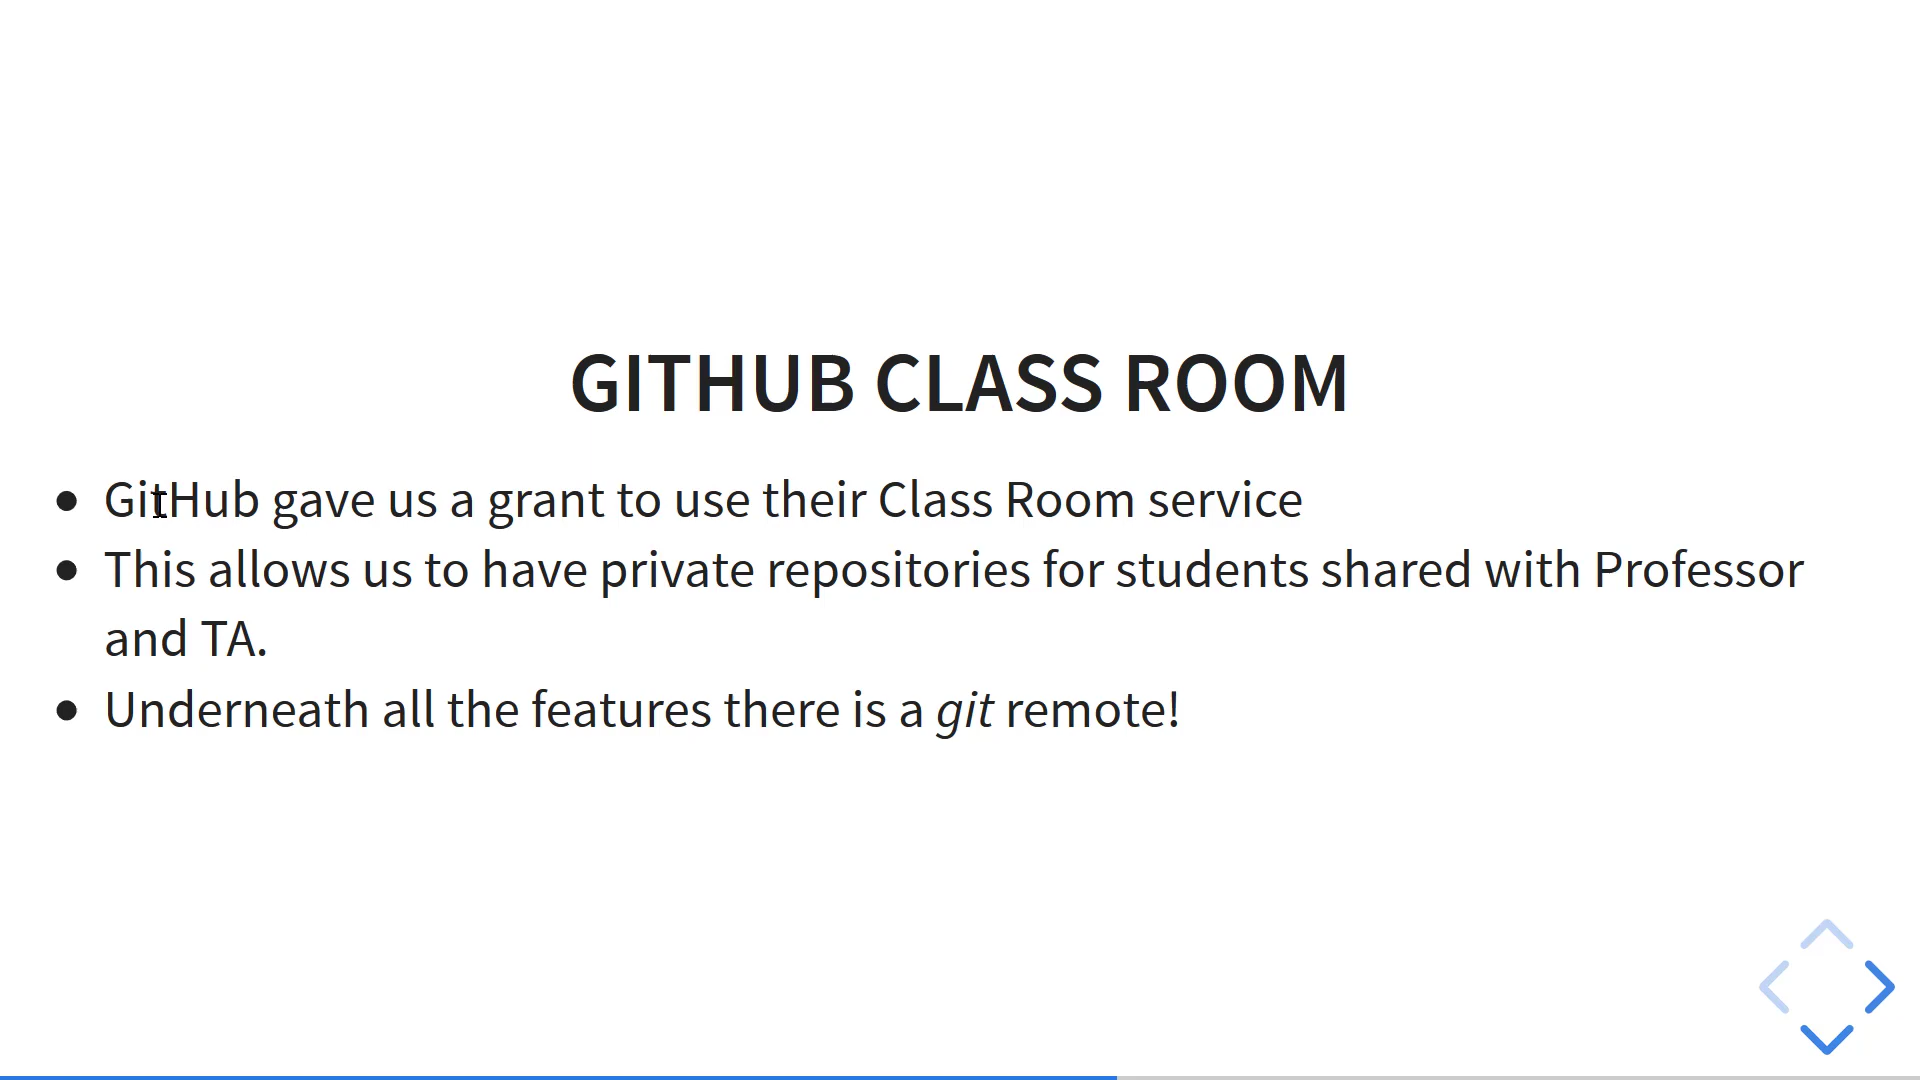 GITHUB CLASS ROOM
GitHub gave us a grant to use their Class Room service
This allows us to have private repositories for students shared with Professor
and TA.
Underneath all the features there is a git remote!